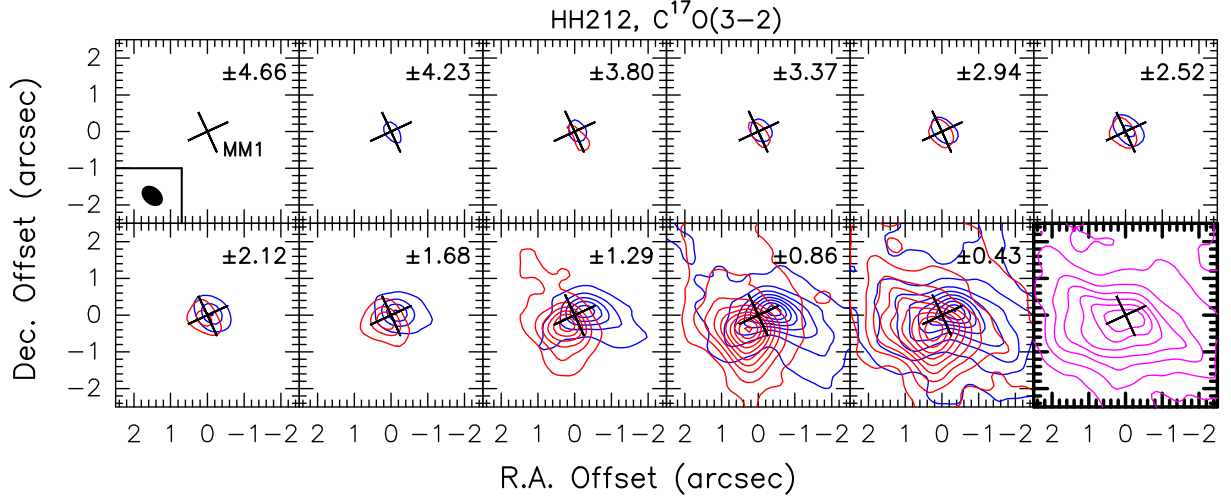 HH212, C¹⁷O(3−2)
±4.66 ±4.23 ±3.80 ±3.37 ±2.94 ±2.52
MM1
±2.12 ±1.68 ±1.29 ±0.86 ±0.43
2
1
0
−1
−2
2
1
0
−1
−2
Dec. Offset (arcsec)
2 1 0 −1−2 2 1 0 −1−2 2 1 0 −1−2 2 1 0 −1−2 2 1 0 −1−2 2 1 0 −1−2
R.A. Offset (arcsec)